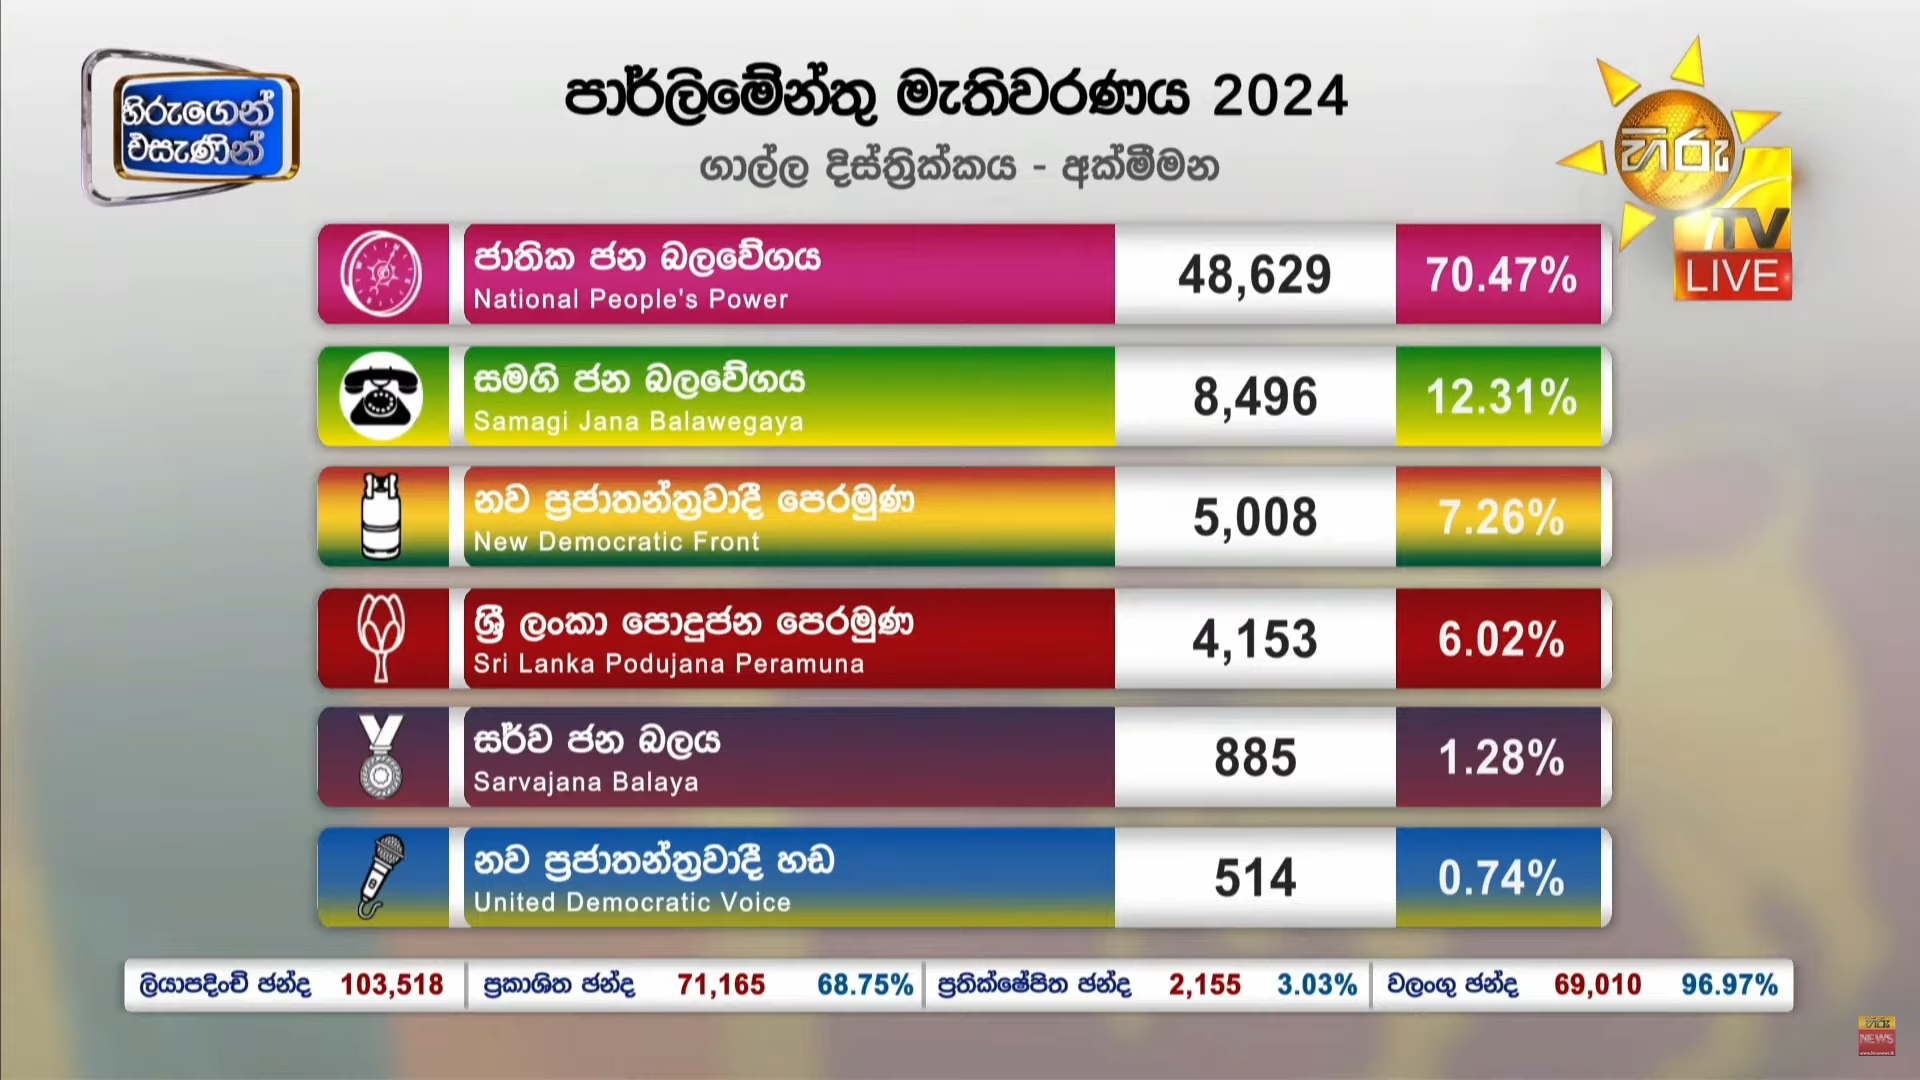 හිරුගෙන්
එසැණින්
පාර්ලිමේන්තු මැතිවරණය 2024
ගාල්ල දිස්ත්‍රික්කය - අක්මීමන
හිරු
TV
LIVE
ජාතික ජන බලවේගය
National People's Power
48,629
70.47%
සමගි ජන බලවේගය
Samagi Jana Balawegaya
8,496
12.31%
නව ප්‍රජාතන්ත්‍රවාදී පෙරමුණ
New Democratic Front
5,008
7.26%
ශ්‍රී ලංකා පොදුජන පෙරමුණ
Sri Lanka Podujana Peramuna
4,153
6.02%
සර්ව ජන බලය
Sarvajana Balaya
885
1.28%
නව ප්‍රජාතන්ත්‍රවාදී හඩ
United Democratic Voice
514
0.74%
ලියාපදිංචි ඡන්ද 103,518 ප්‍රකාශිත ඡන්ද 71,165 68.75% ප්‍රතික්ෂේපිත ඡන්ද 2,155 3.03% වලංගු ඡන්ද 69,010 96.97%
හිරු
NEWS